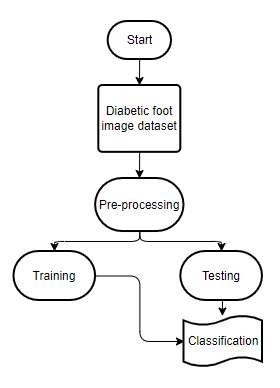 Start
Diabetic foot
image dataset
Pre-processing
Training
Testing
Classification